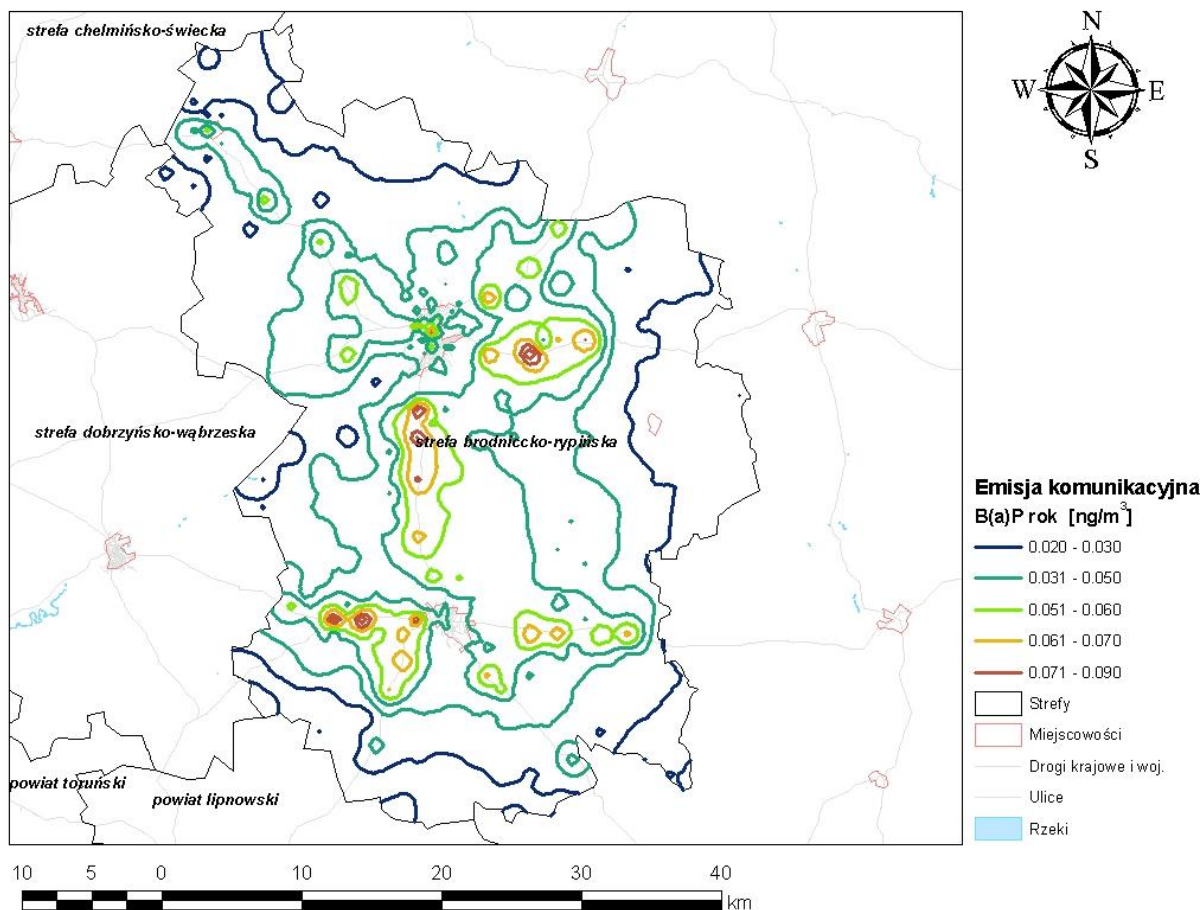 strefa chelmińsko-świecka
N
W E
S
strefa dobrzyńsko-wąbrzeska
strefa brodniccko-rypińska
powiat toruński
powiat lipnowski
Emisja komunikacyjna
B(a)P rok [ng/m³]
0.020 - 0.030
0.031 - 0.050
0.051 - 0.060
0.061 - 0.070
0.071 - 0.090
Strefy
Miejscowości
Drogi krajowe i woj.
Ulice
Rzeki
10 5 0 10 20 30 40
km